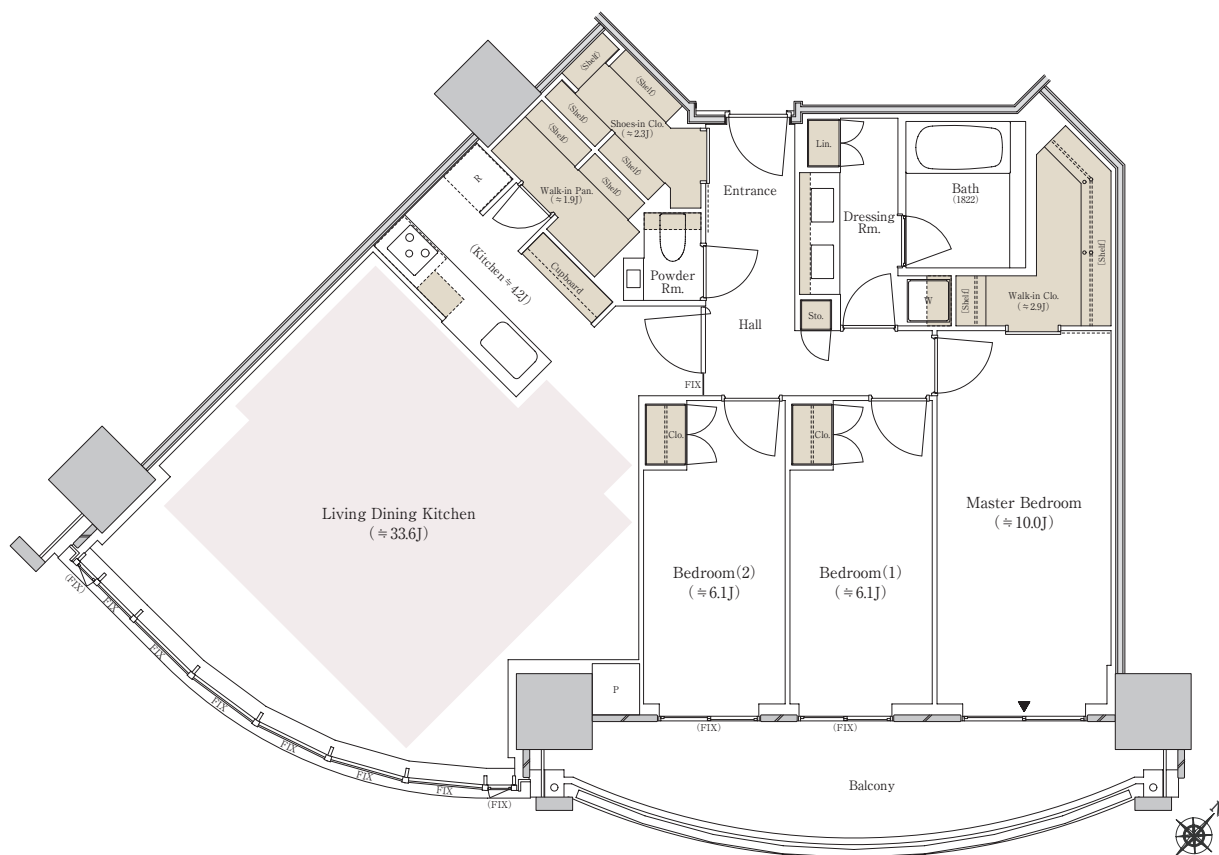 (Shelf)
(Shelf)
(Shelf)
Shoes-in Clo.
(≒2.3J)
(Shelf)
(Shelf)
(Shelf)
Walk-in Pan.
(≒1.9J)
R
Entrance
Lin.
Bath
(1822)
Dressing
Rm.
[Shelf]
(Kitchen≒4.2J)
Cupboard
Powder
Rm.
W
[Shelf]
Walk-in Clo.
(≒2.9J)
Hall
Sto.
FIX
Clo.
Clo.
Living Dining Kitchen
(≒33.6J)
Master Bedroom
(≒10.0J)
Bedroom(2)
(≒6.1J)
Bedroom(1)
(≒6.1J)
(FIX)
FIX
FIX
FIX
FIX
FIX
FIX
FIX
(FIX)
P
(FIX)
(FIX)
Balcony